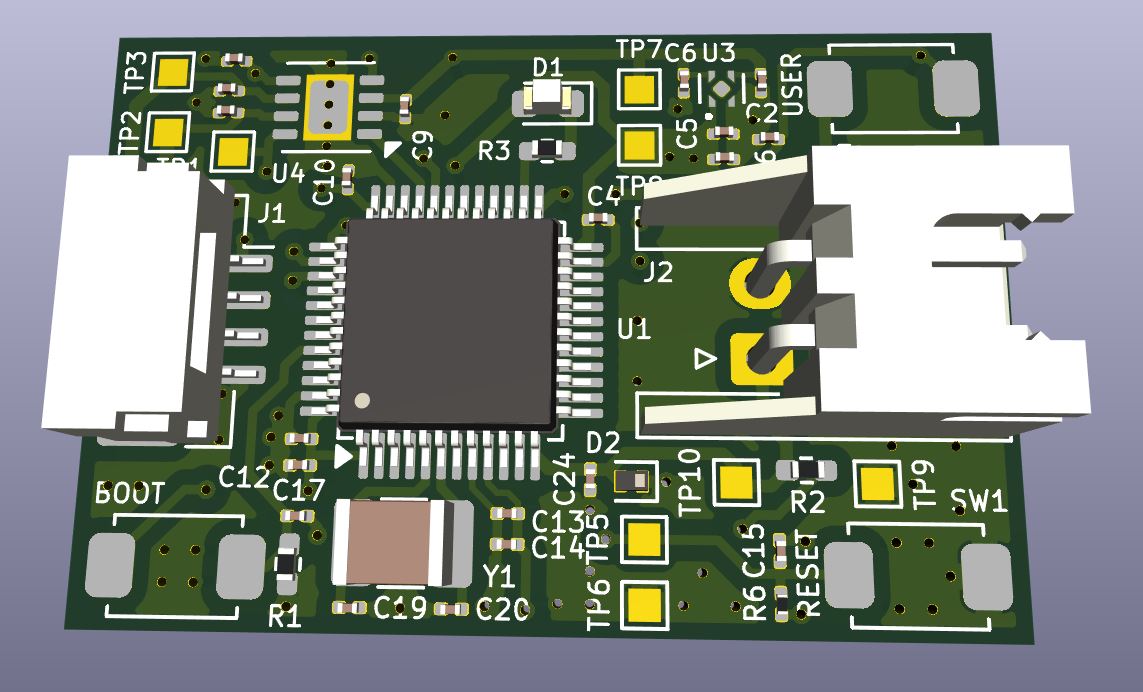 TP3
TP2
U4
C10
C9
D1
R3
TP7
C6
U3
C5
C2
USER
C4
J1
J2
U1
C12
C17
BOOT
R1
C19
C20
Y1
C13
C14
C24
D2
TP5
TP6
TP10
R2
TP9
SW1
C15
R6
RESET